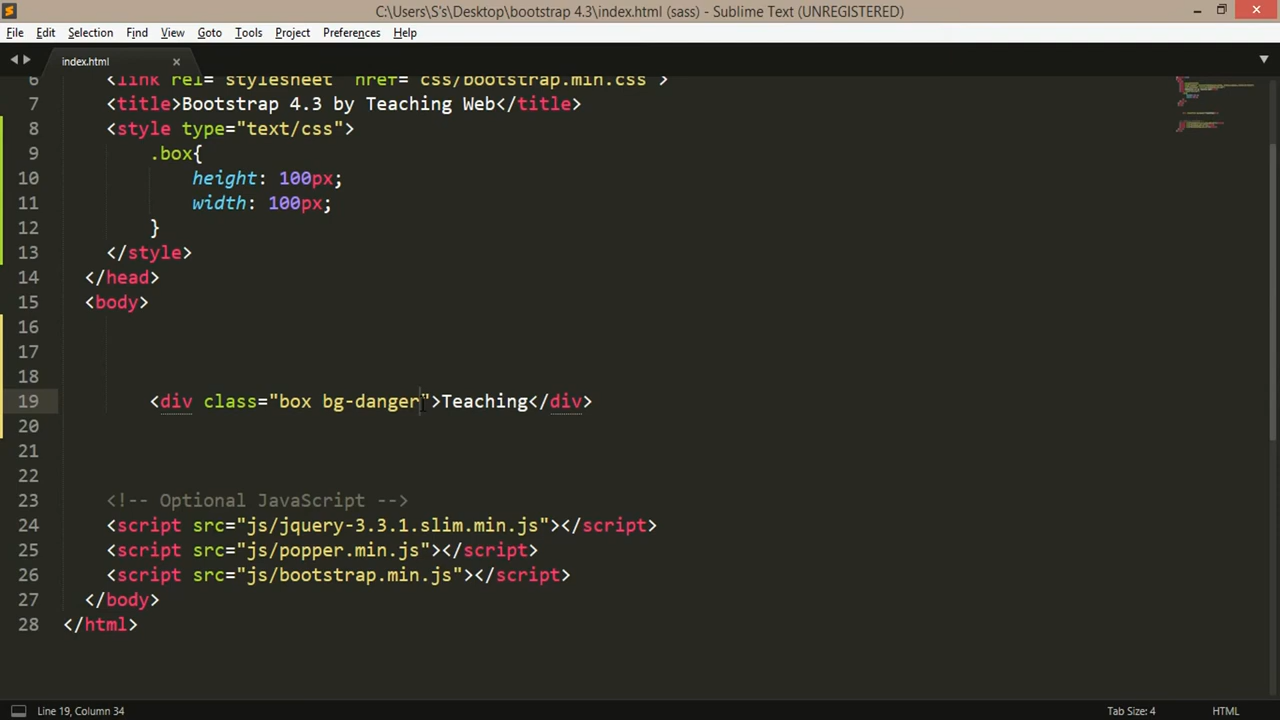 C:\Users\S's\Desktop\bootstrap 4.3\index.html (sass) - Sublime Text (UNREGISTERED)
File Edit Selection Find View Goto Tools Project Preferences Help
index.html
6 <link rel="stylesheet" href="css/bootstrap.min.css">
7 <title>Bootstrap 4.3 by Teaching Web</title>
8 <style type="text/css">
9 .box{
10 height: 100px;
11 width: 100px;
12 }
13 </style>
14 </head>
15 <body>
16
17
18
19 <div class="box bg-danger">Teaching</div>
20
21
22
23 <!-- Optional JavaScript -->
24 <script src="js/jquery-3.3.1.slim.min.js"></script>
25 <script src="js/popper.min.js"></script>
26 <script src="js/bootstrap.min.js"></script>
27 </body>
28 </html>
Line 19, Column 34 Tab Size: 4 HTML